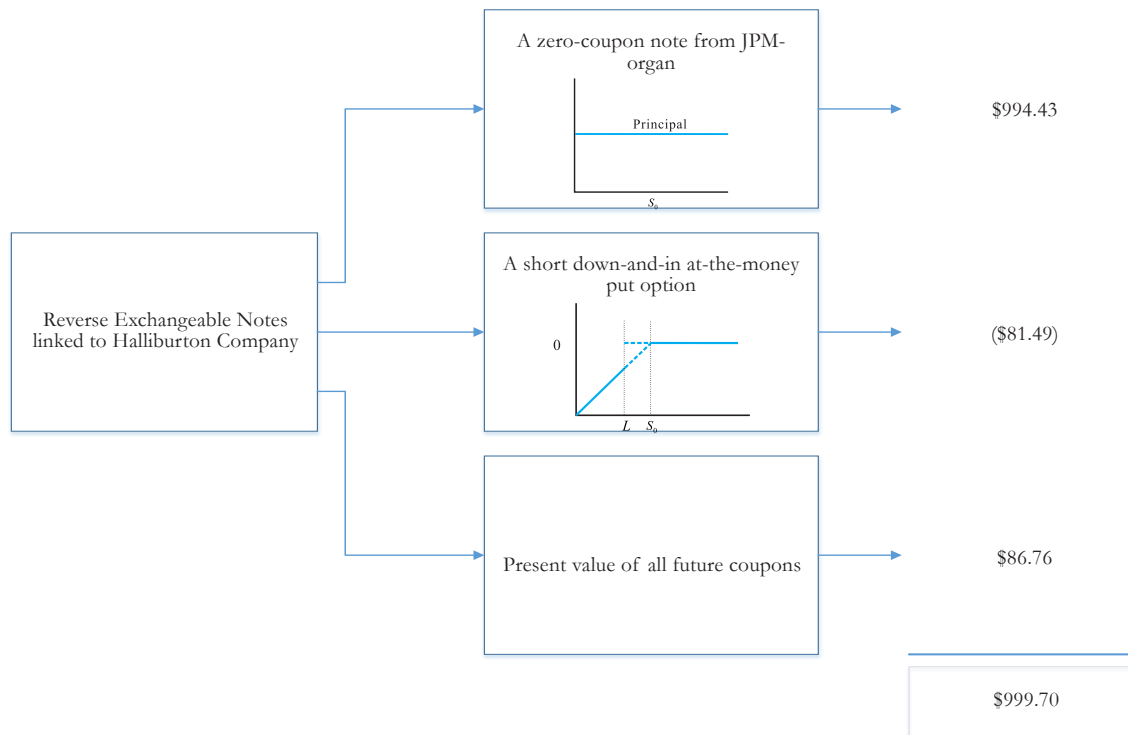 A zero-coupon note from JPM-
organ
Principal
S₀
$994.43
Reverse Exchangeable Notes
linked to Halliburton Company
A short down-and-in at-the-money
put option
0
L S₀
($81.49)
Present value of all future coupons
$86.76
$999.70